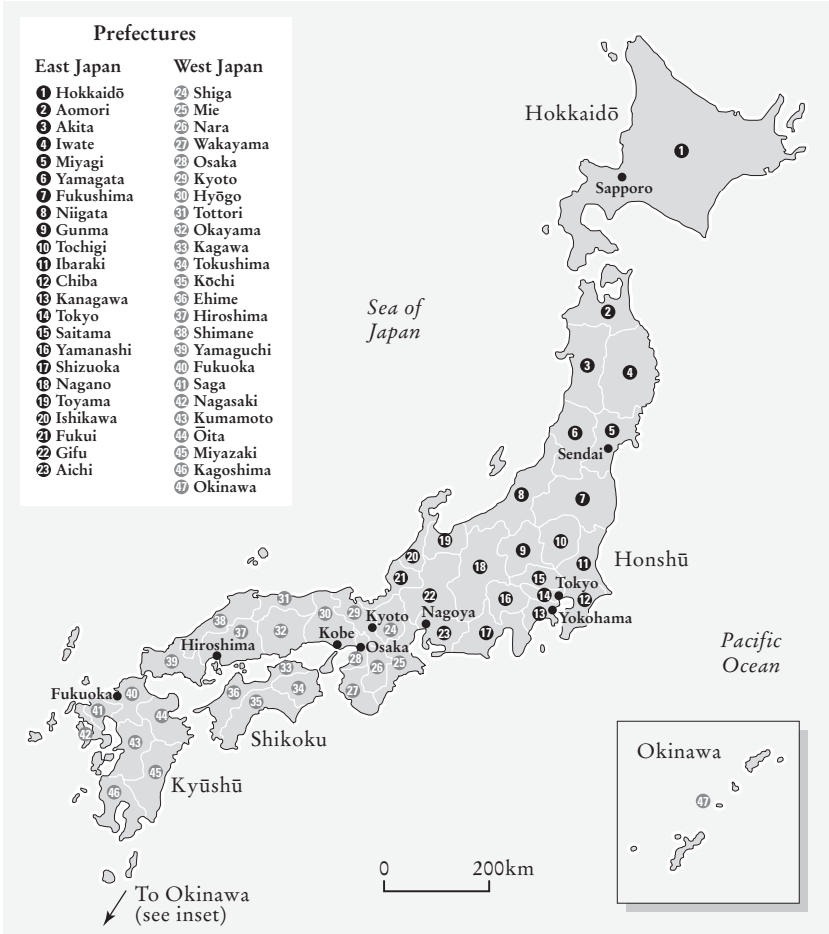 Prefectures
East Japan
1 Hokkaidō
2 Aomori
3 Akita
4 Iwate
5 Miyagi
6 Yamagata
7 Fukushima
8 Niigata
9 Gunma
10 Tochigi
11 Ibaraki
12 Chiba
13 Kanagawa
14 Tokyo
15 Saitama
16 Yamanashi
17 Shizuoka
18 Nagano
19 Toyama
20 Ishikawa
21 Fukui
22 Gifu
23 Aichi
West Japan
24 Shiga
25 Mie
26 Nara
27 Wakayama
28 Osaka
29 Kyoto
30 Hyōgo
31 Tottori
32 Okayama
33 Kagawa
34 Tokushima
35 Kōchi
36 Ehime
37 Hiroshima
38 Shimane
39 Yamaguchi
40 Fukuoka
41 Saga
42 Nagasaki
43 Kumamoto
44 Ōita
45 Miyazaki
46 Kagoshima
47 Okinawa
Hokkaidō
1
Sapporo
Sea of
Japan
2
3
4
6
5
Sendai
8
7
19
20
9
10
18
11
Honshū
21
15
Tokyo
22
16
14
12
13
Yokohama
31
30
29
Kyoto
Nagoya
38
37
32
Kobe
24
23
17
Hiroshima
Osaka
39
33
28
26
25
Pacific
Ocean
Fukuoka
40
36
35
34
27
41
44
42
43
Shikoku
45
46
Kyūshū
Okinawa
47
0
200km
To Okinawa
(see inset)